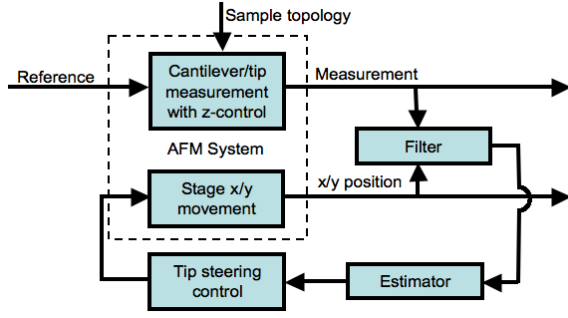 Sample topology
Reference
Cantilever/tip
measurement
with z-control
Measurement
AFM System
Filter
Stage x/y
movement
x/y position
Tip steering
control
Estimator